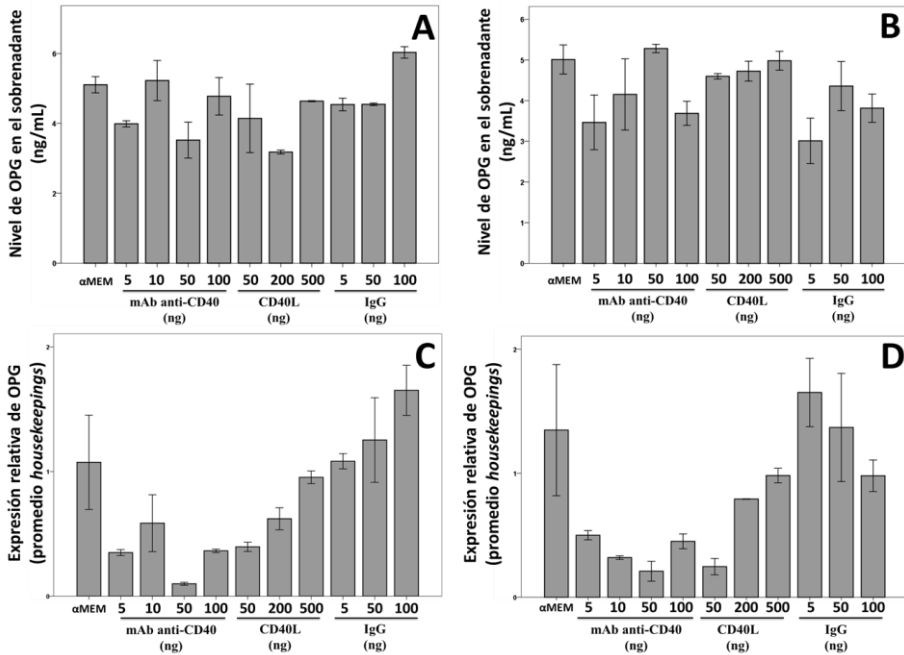 A
Nivel de OPG en el sobrenadante
(ng/mL)
6
4
2
0
αMEM 5 10 50 100 50 200 500 5 50 100
mAb anti-CD40 CD40L IgG
(ng) (ng) (ng)
B
Nivel de OPG en el sobrenadante
(ng/mL)
6
5
4
3
2
1
0
αMEM 5 10 50 100 50 200 500 5 50 100
mAb anti-CD40 CD40L IgG
(ng) (ng) (ng)
C
Expresión relativa de OPG
(promedio housekeepings)
2
1
0
αMEM 5 10 50 100 50 200 500 5 50 100
mAb anti-CD40 CD40L IgG
(ng) (ng) (ng)
D
Expresión relativa de OPG
(promedio housekeepings)
2
1
0
αMEM 5 10 50 100 50 200 500 5 50 100
mAb anti-CD40 CD40L IgG
(ng) (ng) (ng)